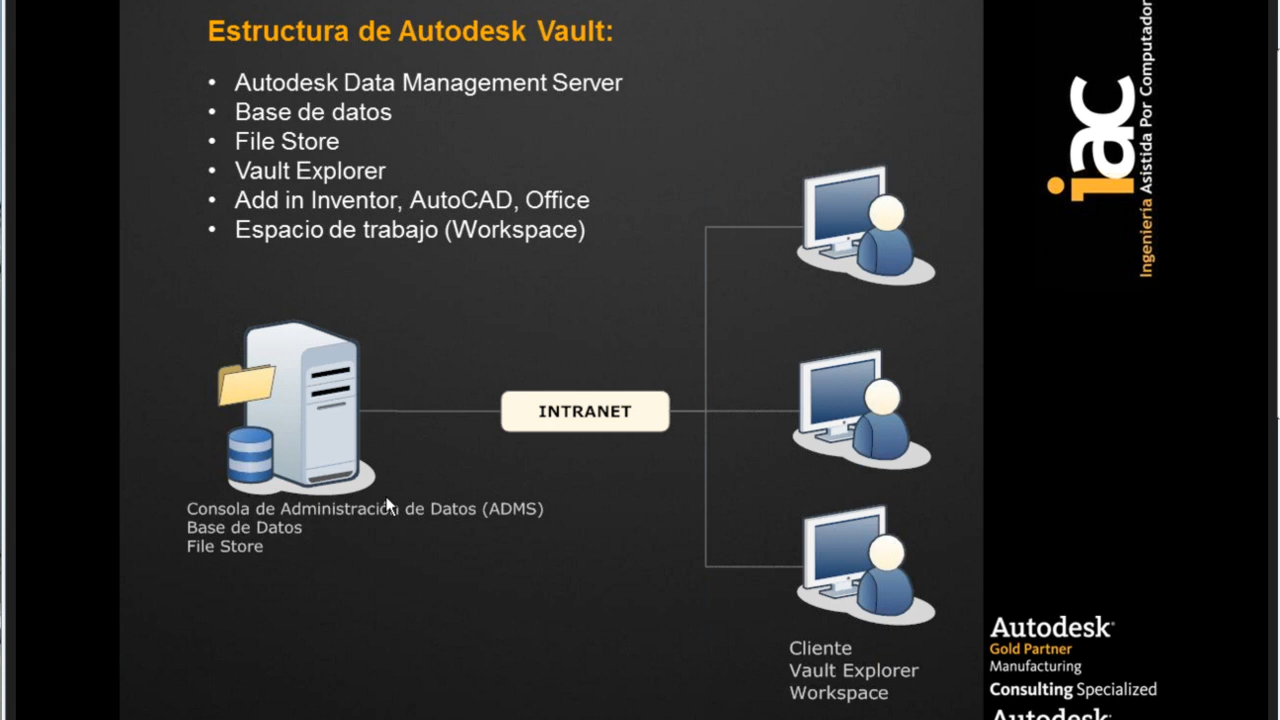 Estructura de Autodesk Vault:
• Autodesk Data Management Server
• Base de datos
• File Store
• Vault Explorer
• Add in Inventor, AutoCAD, Office
• Espacio de trabajo (Workspace)
INTRANET
Consola de Administración de Datos (ADMS)
Base de Datos
File Store
Cliente
Vault Explorer
Workspace
iac
Ingeniería Asistida Por Computador
Autodesk®
Gold Partner
Manufacturing
Consulting Specialized
Autodesk